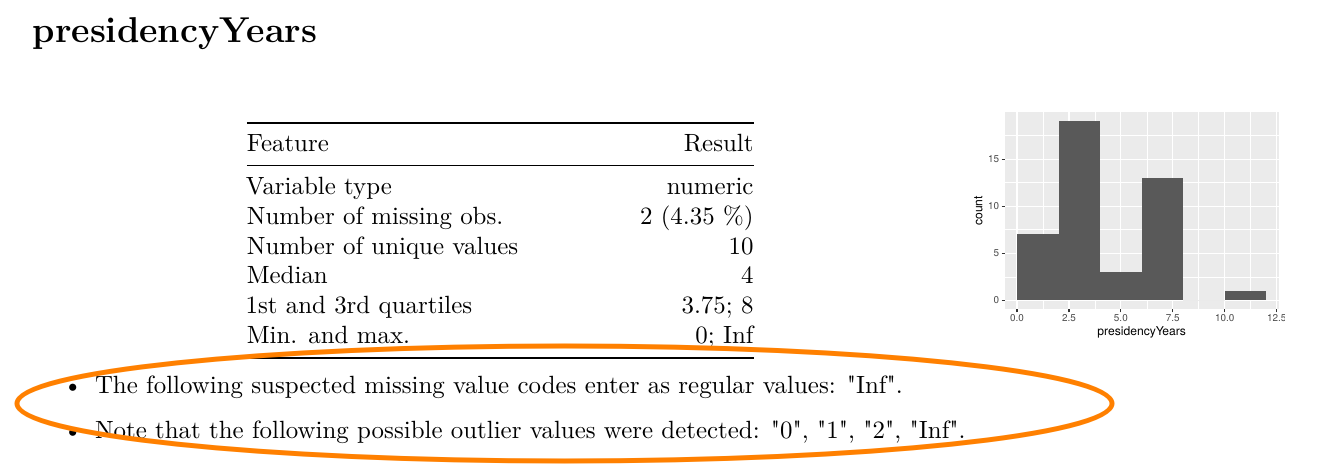 presidencyYears
Feature Result
Variable type numeric
Number of missing obs. 2 (4.35 %)
Number of unique values 10
Median 4
1st and 3rd quartiles 3.75; 8
Min. and max. 0; Inf
• The following suspected missing value codes enter as regular values: "Inf".
• Note that the following possible outlier values were detected: "0", "1", "2", "Inf".
15
10
5
0
count
0.0 2.5 5.0 7.5 10.0 12.5
presidencyYears